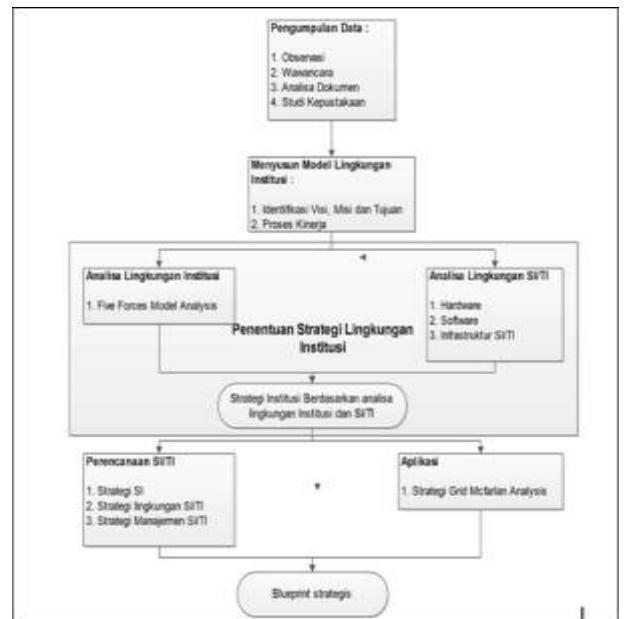 Pengumpulan Data :
1. Observasi
2. Wawancara
3. Analisa Dokumen
4. Studi Kepustakaan
Menyusun Model Lingkungan
Institusi :
1. Identifikasi Visi, Misi dan Tujuan
2. Proses Kinerja
Analisa Lingkungan Institusi
1. Five Forces Model Analysis
Analisa Lingkungan SI/TI
1. Hardware
2. Software
3. Infrastruktur SI/TI
Penentuan Strategi Lingkungan
Institusi
Strategi Institusi Berdasarkan analisa
lingkungan Institusi dan SI/TI
Perencanaan SI/TI
1. Strategi SI
2. Strategi lingkungan SI/TI
3. Strategi Manajemen SI/TI
Aplikasi
1. Strategi Grid Mcfarlan Analysis
Blueprint strategis